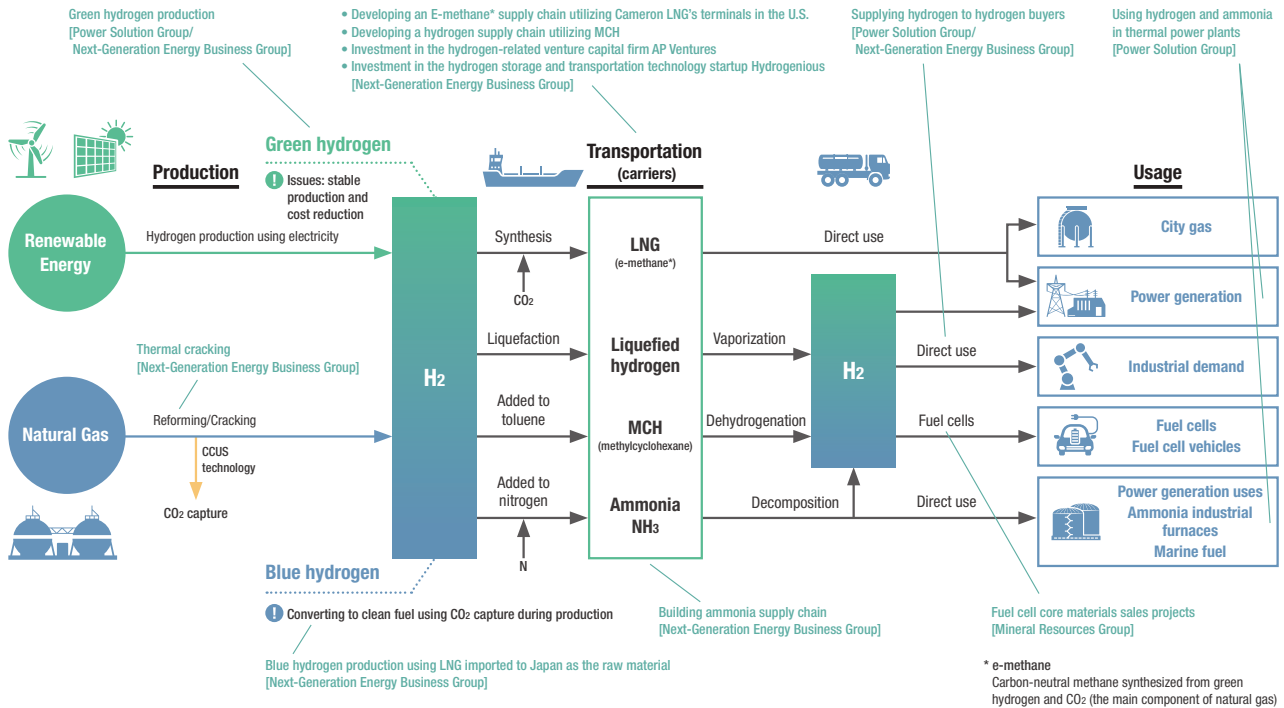 Green hydrogen production
[Power Solution Group/
Next-Generation Energy Business Group]
• Developing an E-methane* supply chain utilizing Cameron LNG's terminals in the U.S.
• Developing a hydrogen supply chain utilizing MCH
• Investment in the hydrogen-related venture capital firm AP Ventures
• Investment in the hydrogen storage and transportation technology startup Hydrogenious
[Next-Generation Energy Business Group]
Supplying hydrogen to hydrogen buyers
[Power Solution Group/
Next-Generation Energy Business Group]
Using hydrogen and ammonia
in thermal power plants
[Power Solution Group]
Production
Green hydrogen
! Issues: stable
production and
cost reduction
Transportation
(carriers)
Usage
Renewable
Energy
Hydrogen production using electricity
Synthesis
CO2
LNG
(e-methane*)
Direct use
City gas
Power generation
Thermal cracking
[Next-Generation Energy Business Group]
H2
Liquefaction
Liquefied
hydrogen
Vaporization
H2
Direct use
Industrial demand
Natural Gas
Reforming/Cracking
CCUS
technology
CO2 capture
Added to
toluene
MCH
(methylcyclohexane)
Dehydrogenation
Fuel cells
Fuel cells
Fuel cell vehicles
Added to
nitrogen
N
Ammonia
NH3
Decomposition
Direct use
Power generation uses
Ammonia industrial
furnaces
Marine fuel
Blue hydrogen
! Converting to clean fuel using CO2 capture during production
Blue hydrogen production using LNG imported to Japan as the raw material
[Next-Generation Energy Business Group]
Building ammonia supply chain
[Next-Generation Energy Business Group]
Fuel cell core materials sales projects
[Mineral Resources Group]
* e-methane
Carbon-neutral methane synthesized from green
hydrogen and CO2 (the main component of natural gas)